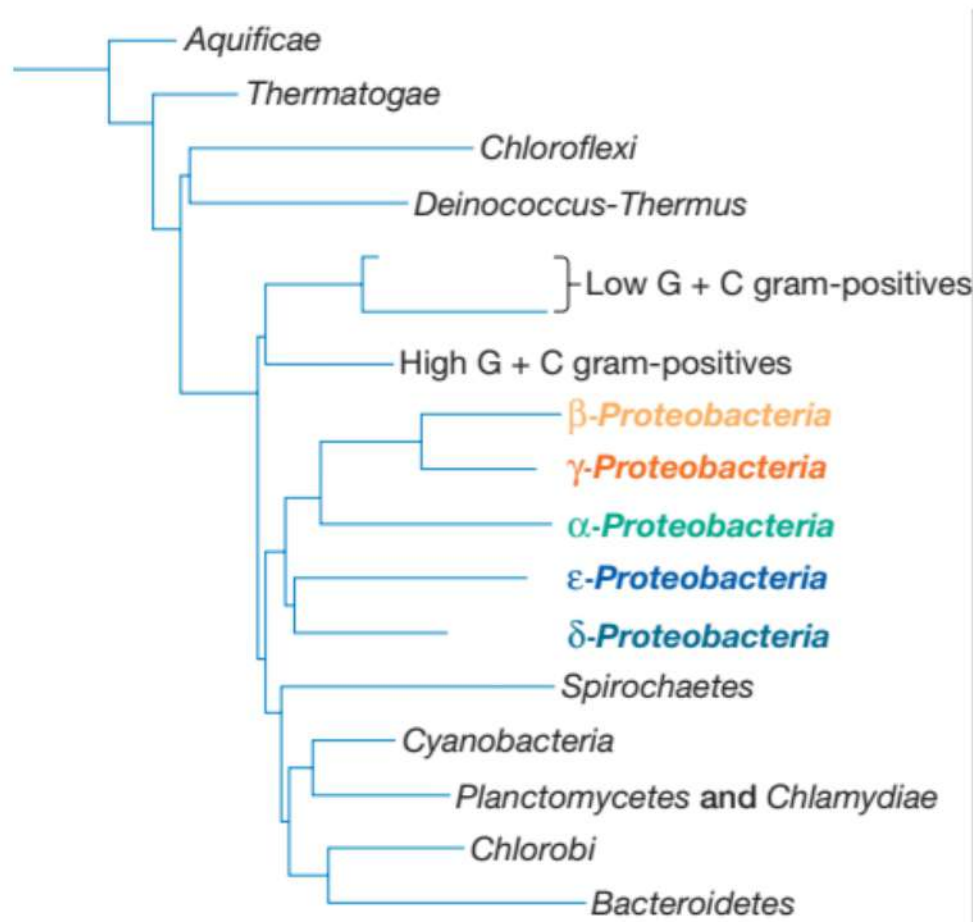 Aquificae
Thermatogae
Chloroflexi
Deinococcus-Thermus
Low G + C gram-positives
High G + C gram-positives
β-Proteobacteria
γ-Proteobacteria
α-Proteobacteria
ε-Proteobacteria
δ-Proteobacteria
Spirochaetes
Cyanobacteria
Planctomycetes and Chlamydiae
Chlorobi
Bacteroidetes